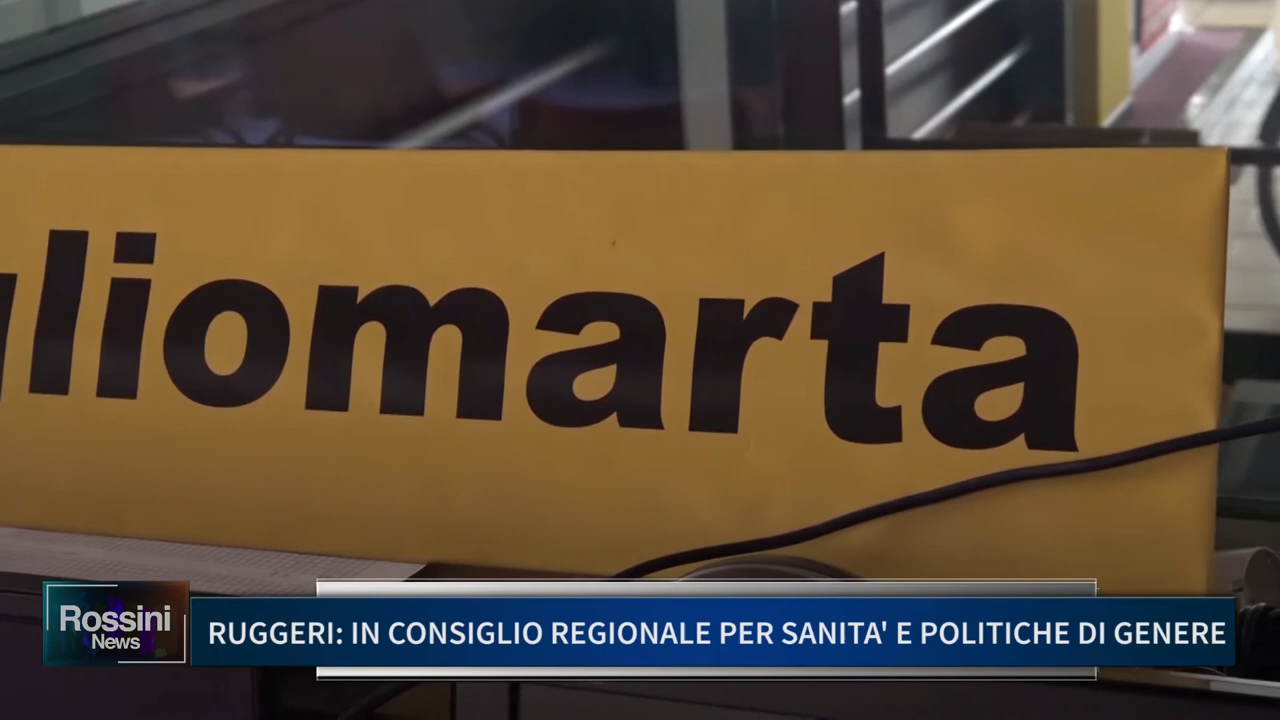 gliomarta
Rossini
News
RUGGERI: IN CONSIGLIO REGIONALE PER SANITA' E POLITICHE DI GENERE